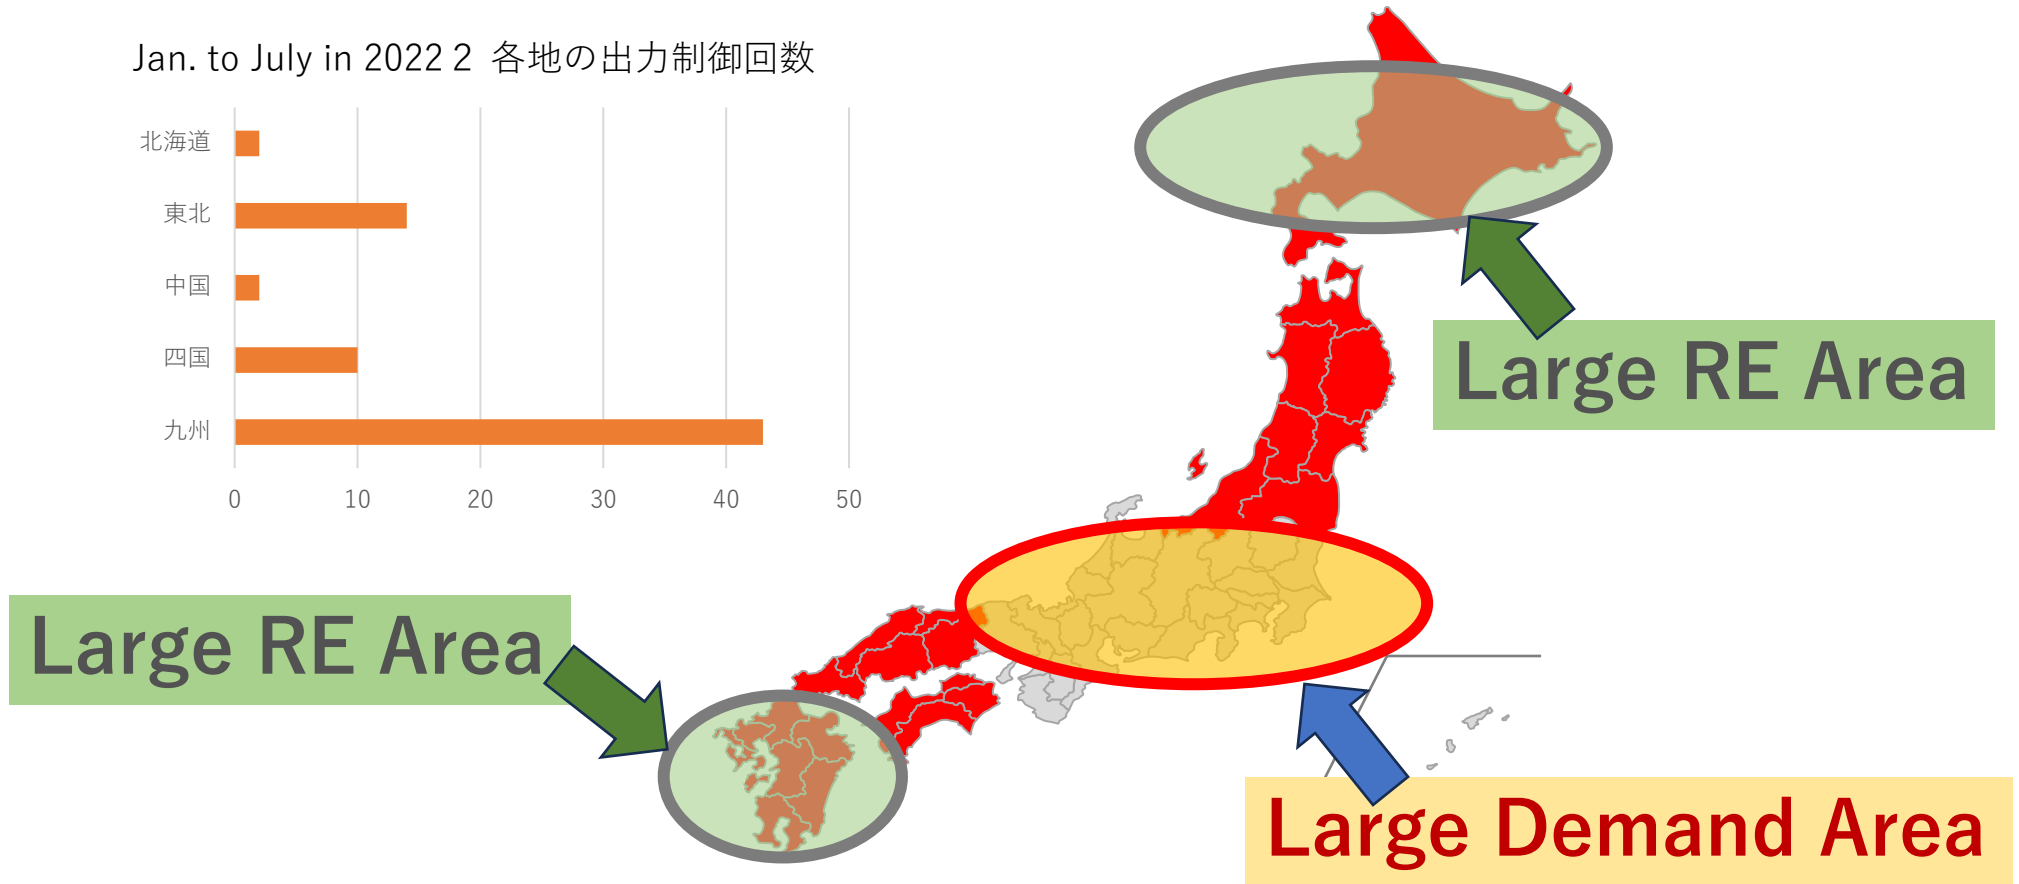 Jan. to July in 2022２ 各地の出力制御回数
北海道
東北
中国
四国
九州
0 10 20 30 40 50
Large RE Area
Large RE Area
Large Demand Area